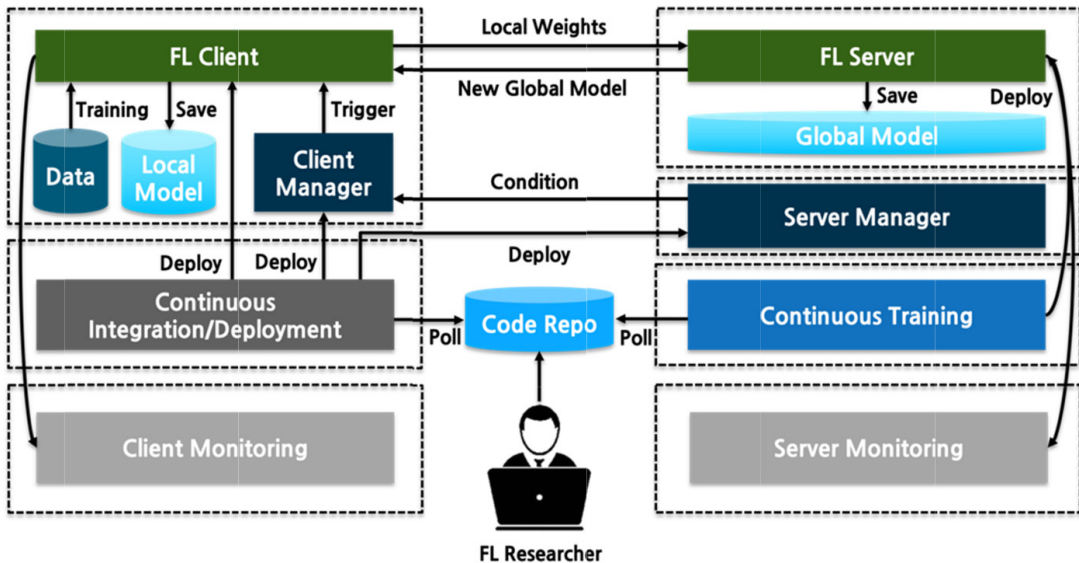 Local Weights
FL Client
FL Server
New Global Model
Training
Save
Trigger
Save
Deploy
Data
Local
Model
Client
Manager
Global Model
Condition
Server Manager
Deploy
Deploy
Deploy
Continuous
Integration/Deployment
Poll
Code Repo
Poll
Continuous Training
Client Monitoring
Server Monitoring
FL Researcher